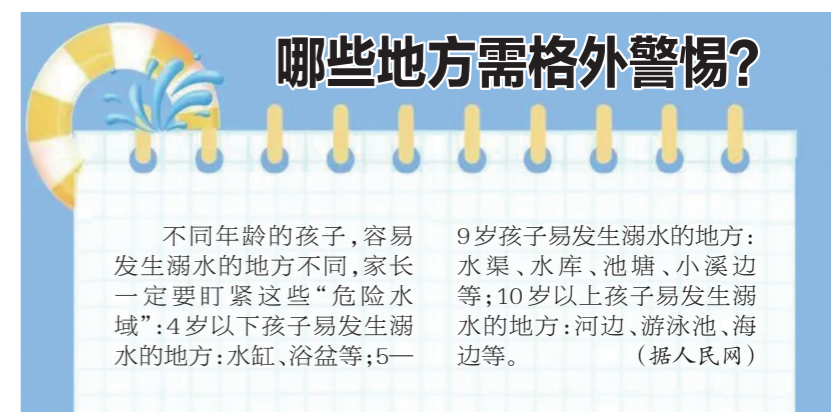 哪些地方需格外警惕?
不同年龄的孩子,容易
发生溺水的地方不同,家长
一定要盯紧这些“危险水
域”:4岁以下孩子易发生溺
水的地方:水缸、浴盆等;5—
9岁孩子易发生溺水的地方:
水渠、水库、池塘、小溪边
等;10岁以上孩子易发生溺
水的地方:河边、游泳池、海
边等。 (据人民网)